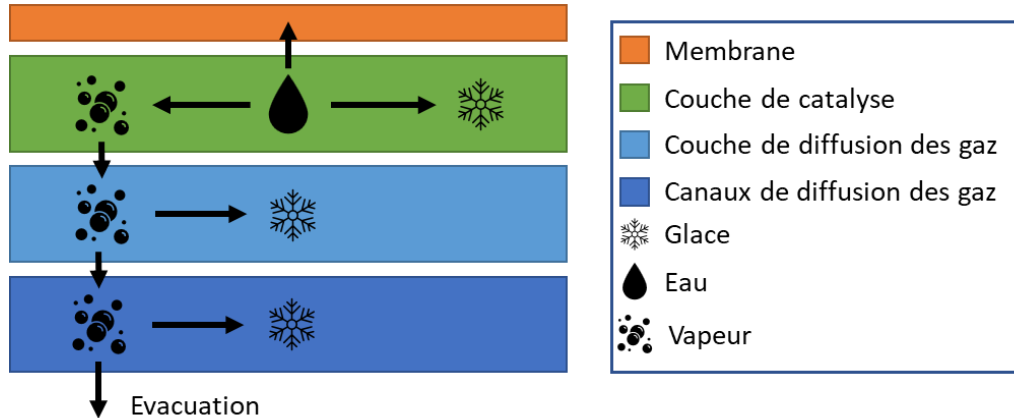 Membrane
Couche de catalyse
Couche de diffusion des gaz
Canaux de diffusion des gaz
Glace
Eau
Vapeur
Evacuation